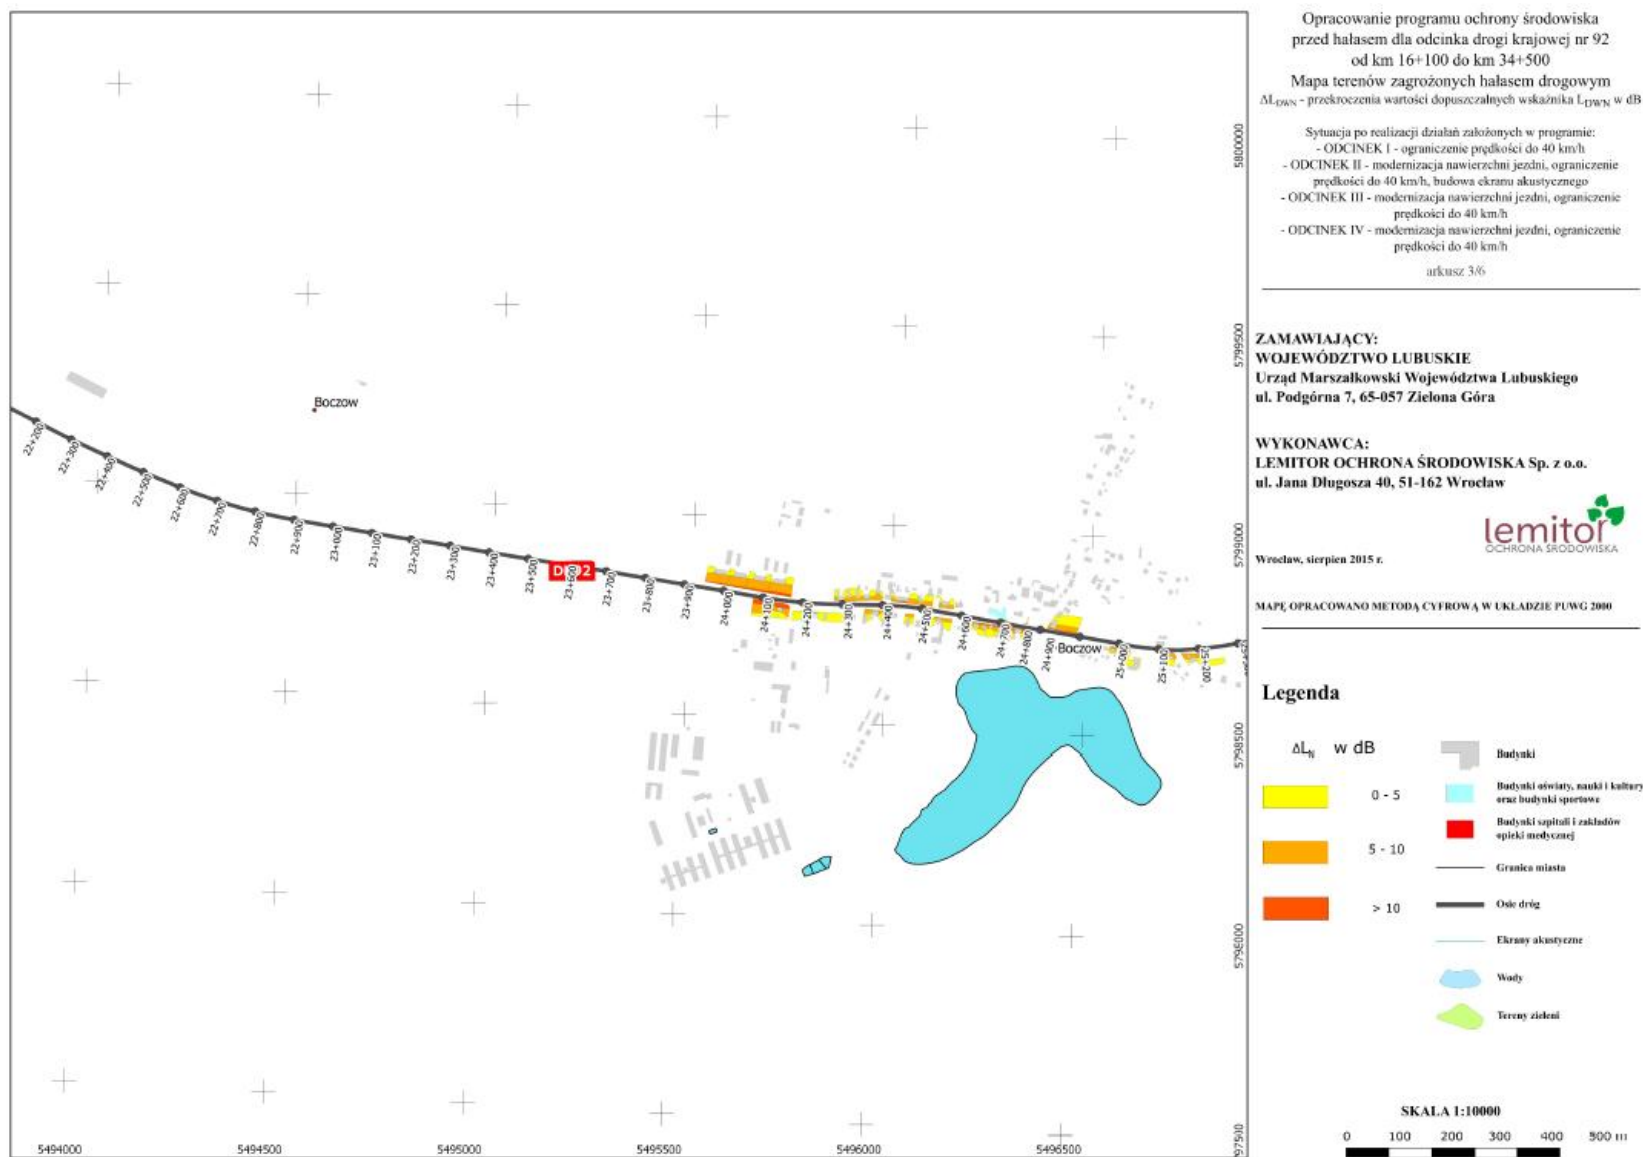 Opracowanie programu ochrony środowiska
przed hałasem dla odcinka drogi krajowej nr 92
od km 16+100 do km 34+500
Mapa terenów zagrożonych hałasem drogowym
ΔL_DWN - przekroczenia wartości dopuszczalnych wskaźnika L_DWN w dB
Sytuacja po realizacji działań założonych w programie:
- ODCINEK I - ograniczenie prędkości do 40 km/h
- ODCINEK II - modernizacja nawierzchni jezdni, ograniczenie
prędkości do 40 km/h, budowa ekranu akustycznego
- ODCINEK III - modernizacja nawierzchni jezdni, ograniczenie
prędkości do 40 km/h
- ODCINEK IV - modernizacja nawierzchni jezdni, ograniczenie
prędkości do 40 km/h
arkusz 3/6
ZAMAWIAJĄCY:
WOJEWÓDZTWO LUBUSKIE
Urząd Marszałkowski Województwa Lubuskiego
ul. Podgórna 7, 65-057 Zielona Góra
WYKONAWCA:
LEMITOR OCHRONA ŚRODOWISKA Sp. z o.o.
ul. Jana Długosza 40, 51-162 Wrocław
lemitor
OCHRONA ŚRODOWISKA
Wrocław, sierpień 2015 r.
MAPĘ OPRACOWANO METODĄ CYFROWĄ W UKŁADZIE PUWG 2000
Legenda
ΔL_N w dB
0 - 5
5 - 10
> 10
Budynki
Budynki oświaty, nauki i kultury
oraz budynki sportowe
Budynki szpitali i zakładów
opieki medycznej
Granica miasta
Osie dróg
Ekrany akustyczne
Wody
Tereny zieleni
SKALA 1:10000
0 100 200 300 400 500 m
Boczow
22+200
22+300
22+400
22+500
22+600
22+700
22+800
22+900
23+000
23+100
23+200
23+300
23+400
23+500
23+600
23+700
23+800
23+900
24+000
24+100
24+200
24+300
24+400
24+500
24+600
24+700
24+800
24+900
Boczow
25+000
25+100
25+200
5800000
5799500
5799000
5798500
5798000
5797500
5494000
5494500
5495000
5495500
5496000
5496500